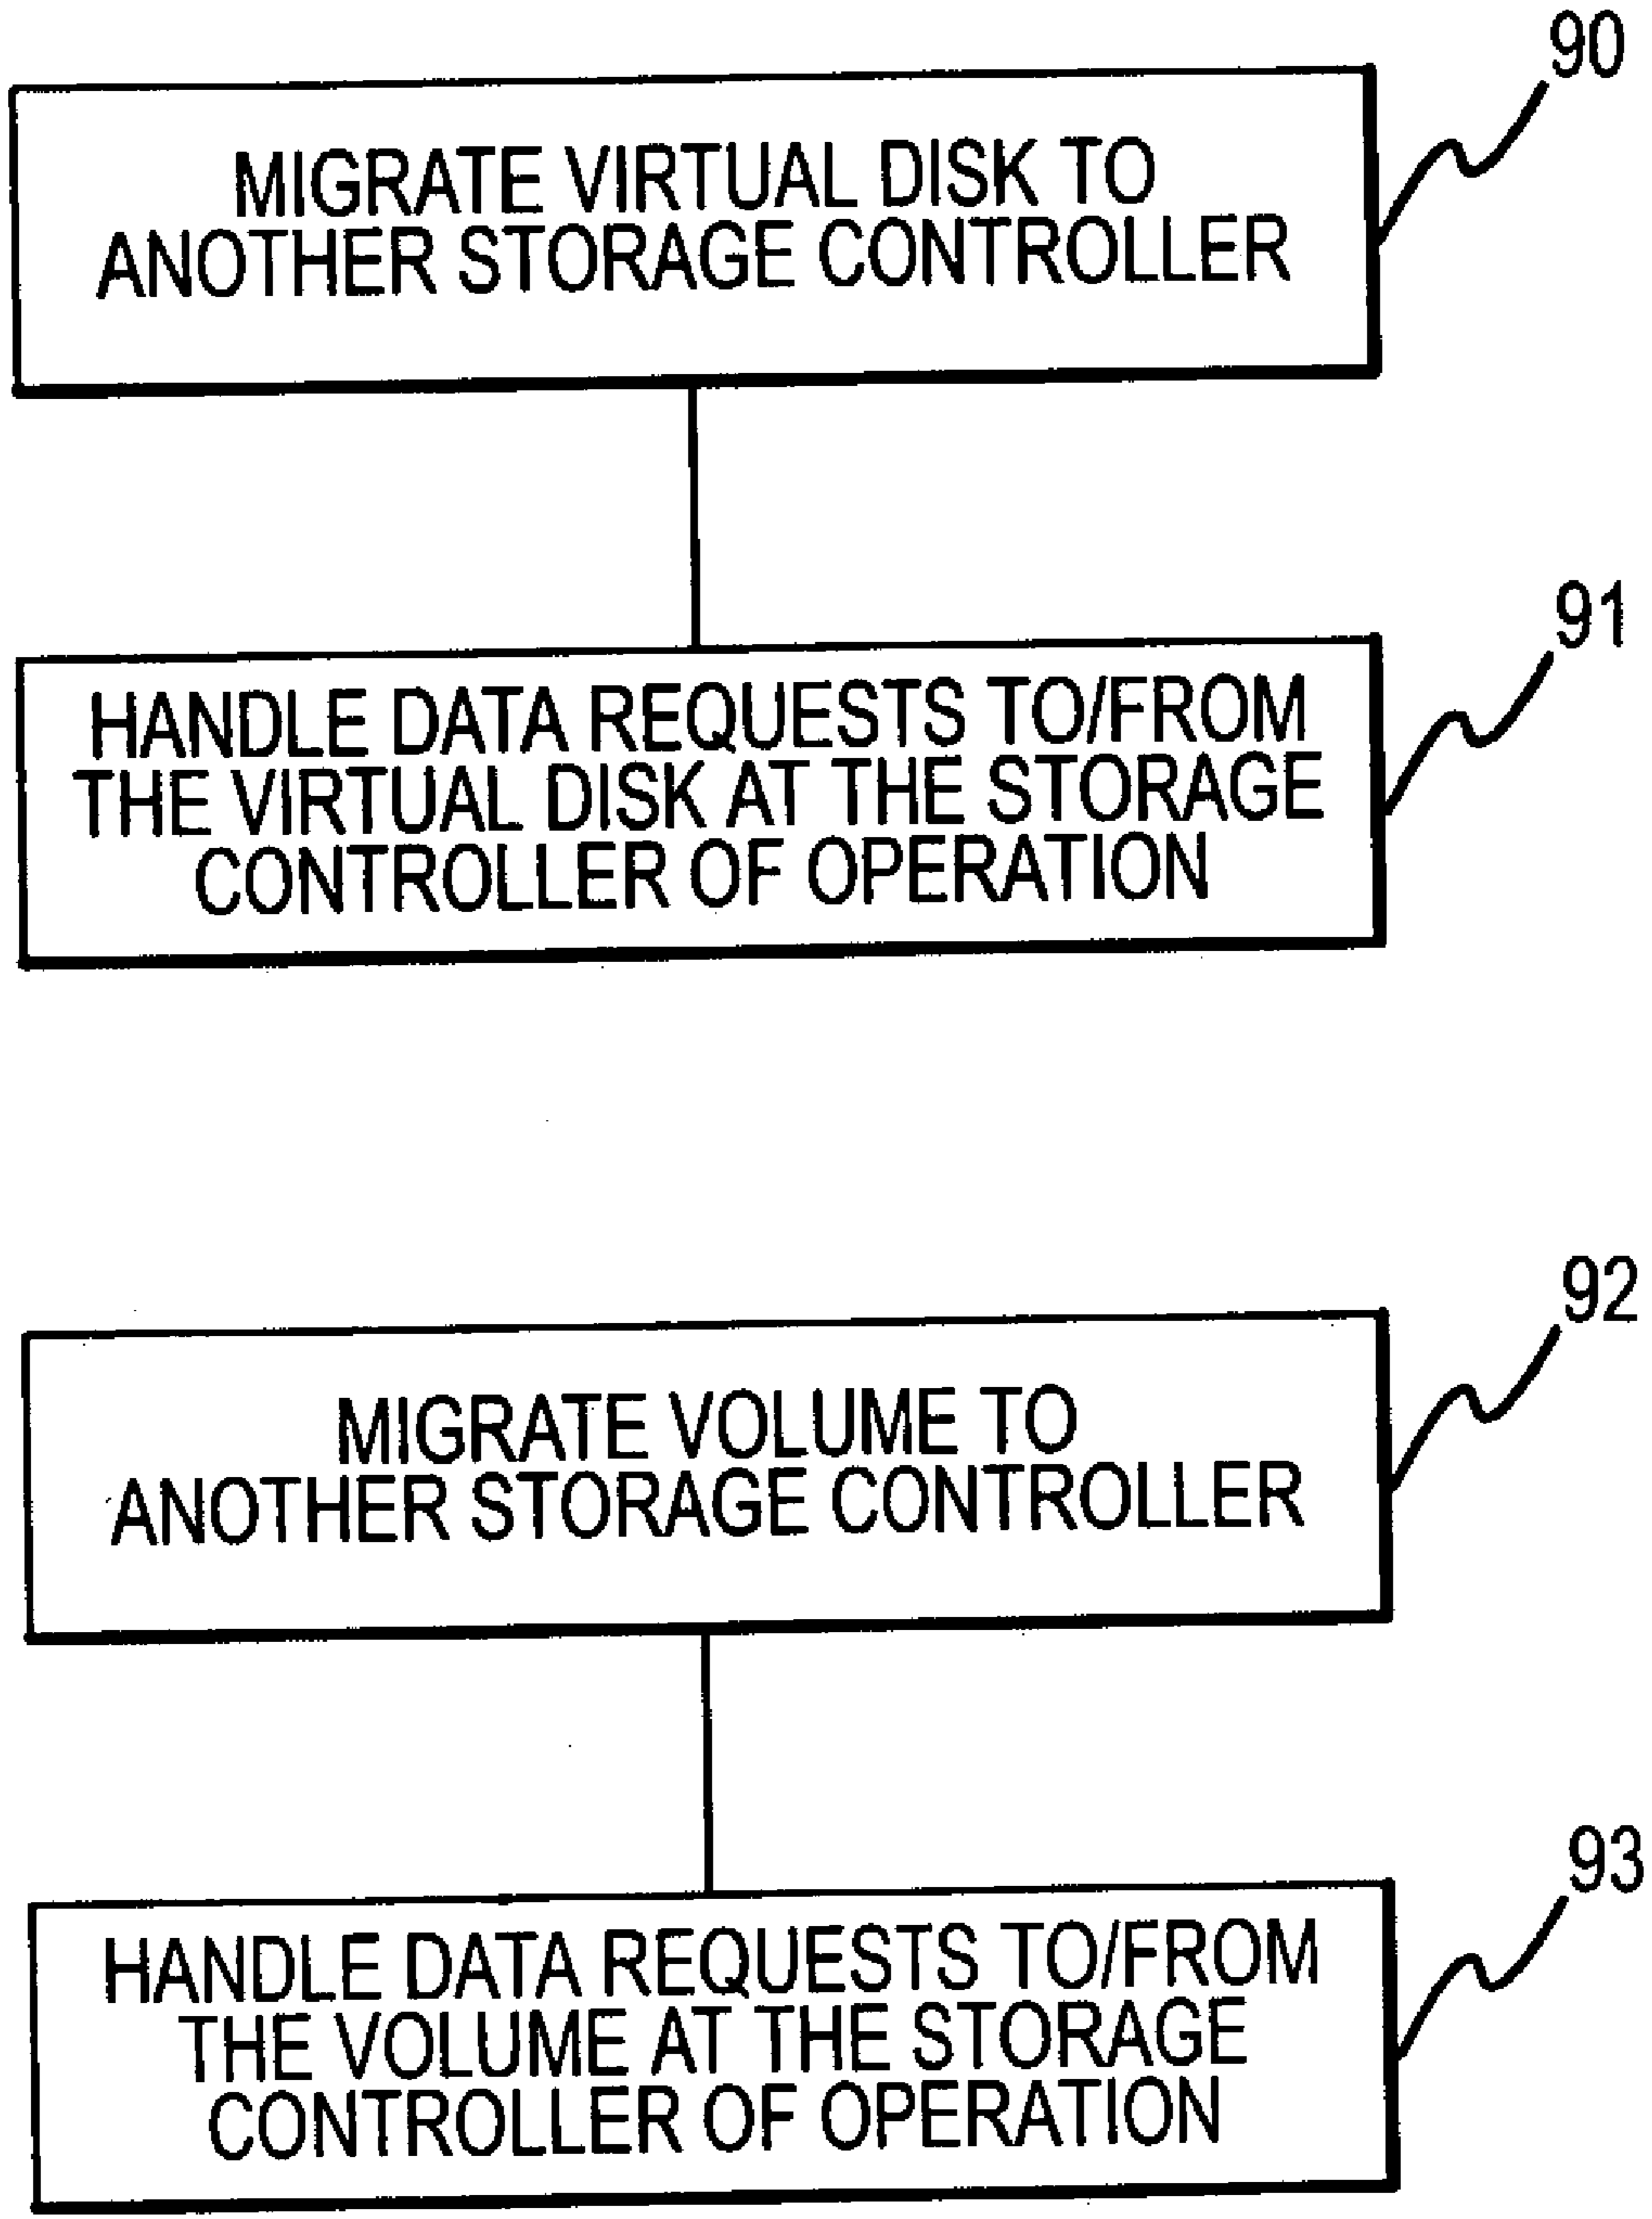 90
MIGRATE VIRTUAL DISK TO
ANOTHER STORAGE CONTROLLER
91
HANDLE DATA REQUESTS TO/FROM
THE VIRTUAL DISK AT THE STORAGE
CONTROLLER OF OPERATION
92
MIGRATE VOLUME TO
ANOTHER STORAGE CONTROLLER
93
HANDLE DATA REQUESTS TO/FROM
THE VOLUME AT THE STORAGE
CONTROLLER OF OPERATION